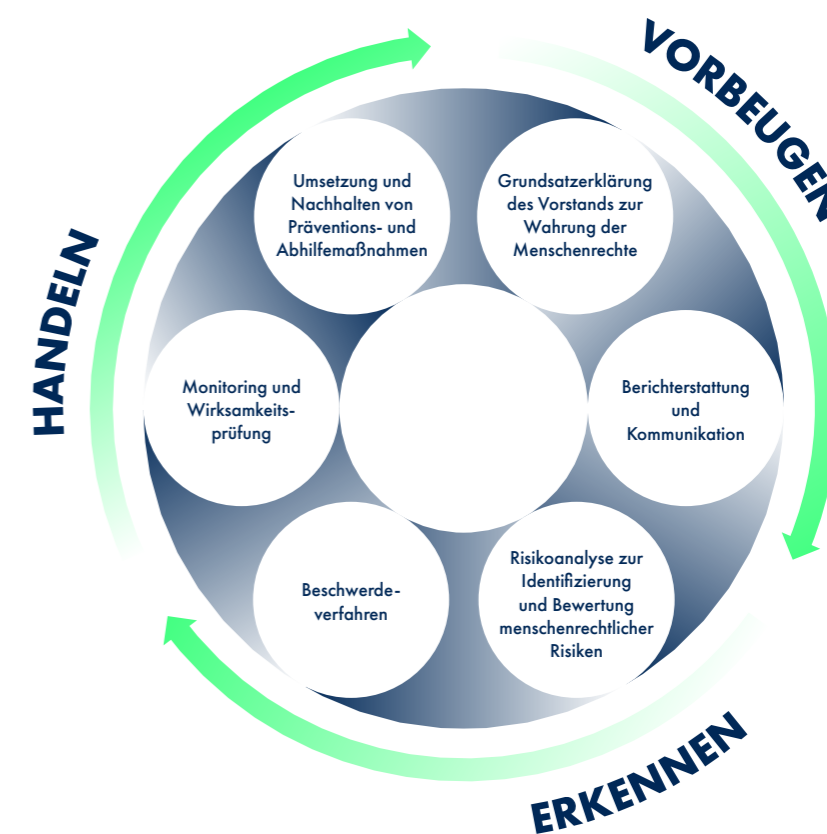 VORBEUGEN
Grundsatzerklärung
des Vorstands zur
Wahrung der
Menschenrechte
Berichterstattung
und
Kommunikation
ERKENNEN
Risikoanalyse zur
Identifizierung
und Bewertung
menschenrechtlicher
Risiken
Beschwerde-
verfahren
HANDELN
Monitoring und
Wirksamkeits-
prüfung
Umsetzung und
Nachhalten von
Präventions- und
Abhilfemaßnahmen